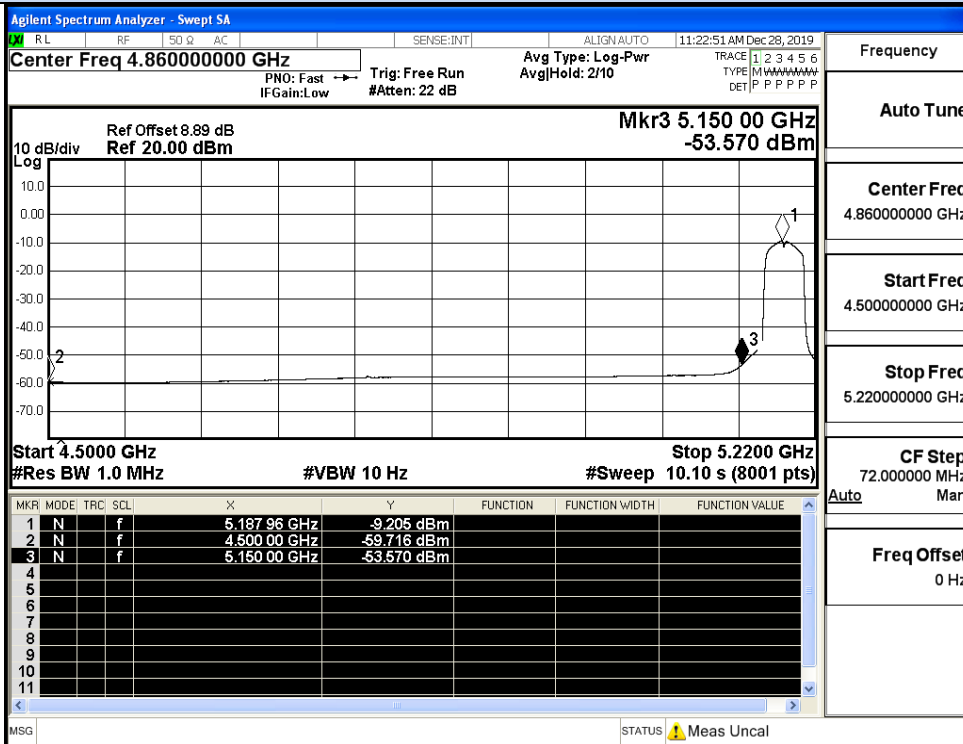 Agilent Spectrum Analyzer - Swept SA
LXI RL RF 50 Ω AC SENSE:INT ALIGNAUTO 11:22:51 AM Dec 28, 2019
Center Freq 4.860000000 GHz
PNO: Fast
IFGain:Low
Trig: Free Run
#Atten: 22 dB
Avg Type: Log-Pwr
Avg|Hold: 2/10
TRACE 1 2 3 4 5 6
TYPE M W W W W W
DET P P P P P P
Mkr3 5.150 00 GHz
-53.570 dBm
Ref Offset 8.89 dB
10 dB/div Ref 20.00 dBm
Log
10.0
0.00
-10.0
-20.0
-30.0
-40.0
-50.0
-60.0
-70.0
1
2
3
Start 4.5000 GHz Stop 5.2200 GHz
#Res BW 1.0 MHz #VBW 10 Hz #Sweep 10.10 s (8001 pts)
MKR MODE TRC SCL X Y FUNCTION FUNCTION WIDTH FUNCTION VALUE
1 N f 5.187 96 GHz -9.205 dBm
2 N f 4.500 00 GHz -59.716 dBm
3 N f 5.150 00 GHz -53.570 dBm
4
5
6
7
8
9
10
11
MSG STATUS Meas Uncal
Frequency
Auto Tune
Center Freq
4.860000000 GHz
Start Freq
4.500000000 GHz
Stop Freq
5.220000000 GHz
CF Step
72.000000 MHz
Auto Man
Freq Offset
0 Hz